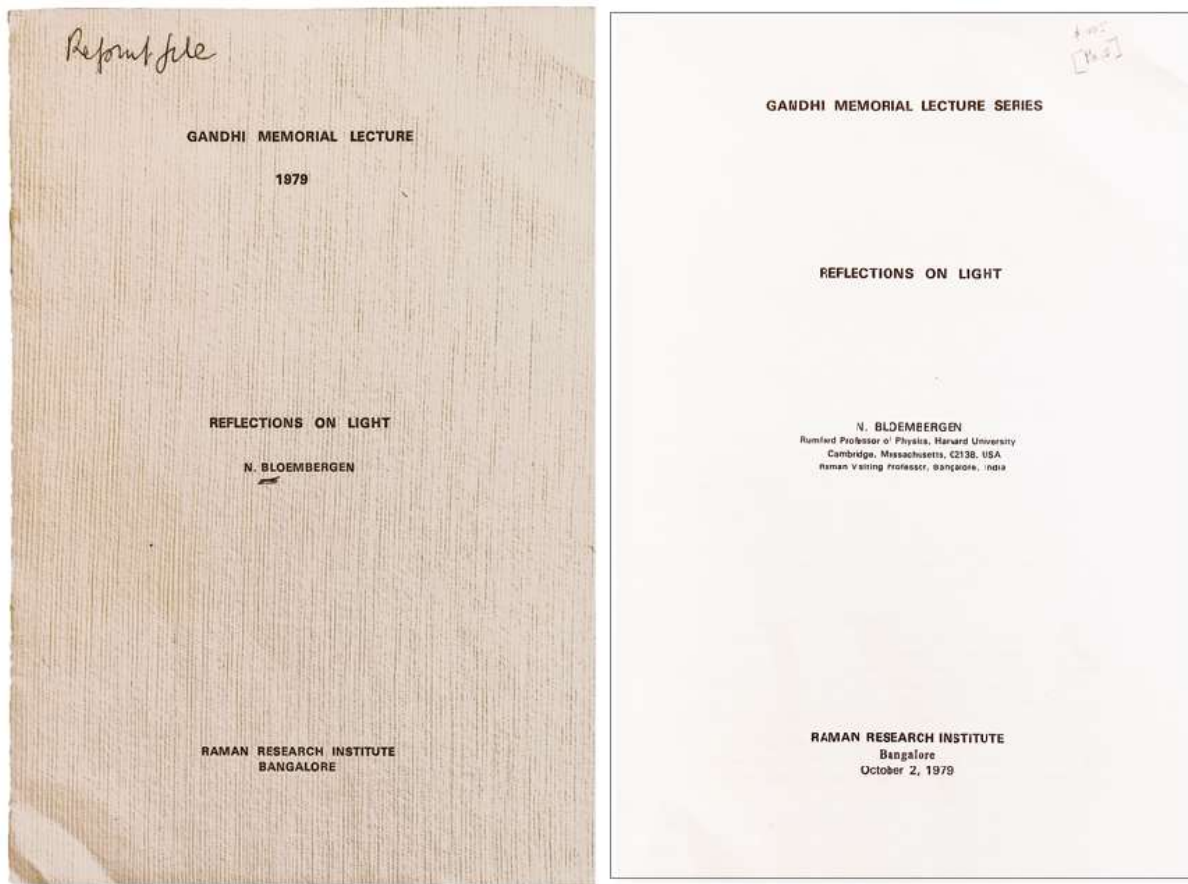 Reprint file
GANDHI MEMORIAL LECTURE
1979
REFLECTIONS ON LIGHT
N. BLOEMBERGEN
RAMAN RESEARCH INSTITUTE
BANGALORE
GANDHI MEMORIAL LECTURE SERIES
REFLECTIONS ON LIGHT
N. BLOEMBERGEN
Rumford Professor of Physics, Harvard University
Cambridge, Massachusetts, 02138, USA
Raman Visiting Professor, Bangalore, India
RAMAN RESEARCH INSTITUTE
Bangalore
October 2, 1979